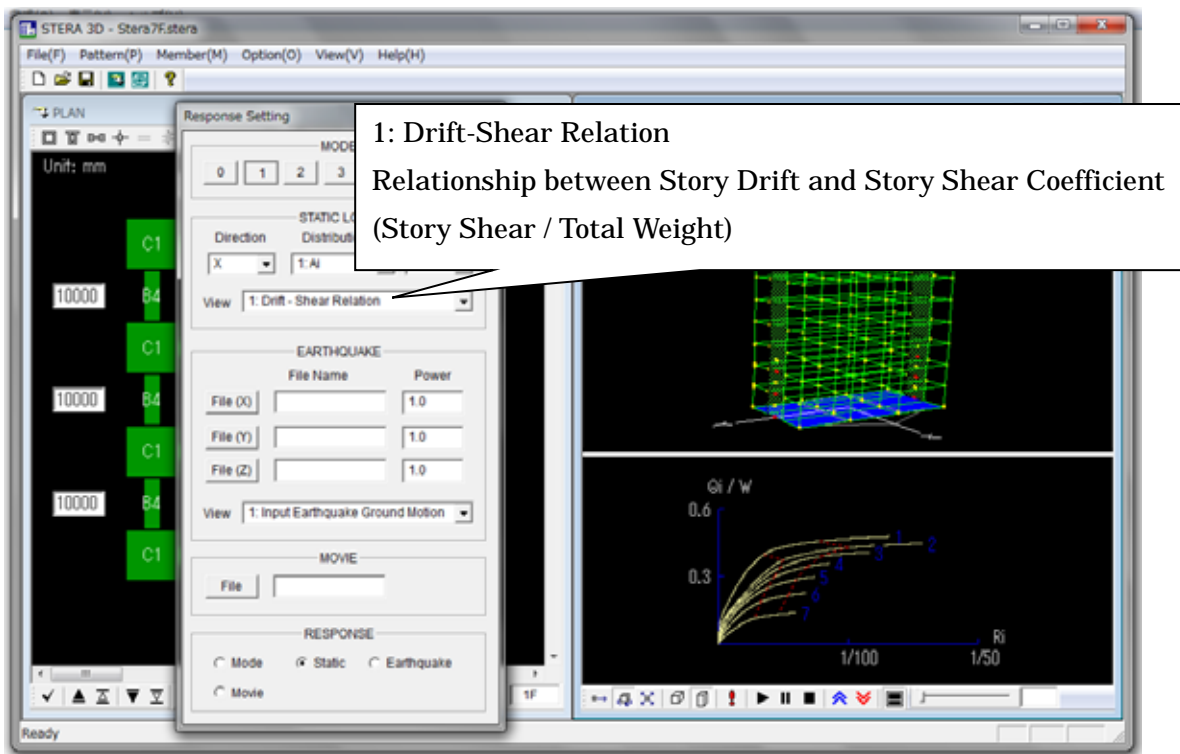 STERA 3D - Stera7F.stera
File(F) Pattern(P) Member(M) Option(O) View(V) Help(H)
PLAN
Unit: mm
C1
10000 B4
C1
10000 B4
C1
10000 B4
C1
1F
Ready
Response Setting
MODE
0 1 2 3
STATIC LO
Direction Distributi
X 1: Ai
View 1: Drift - Shear Relation
EARTHQUAKE
File Name Power
File (X) 1.0
File (Y) 1.0
File (Z) 1.0
View 1: Input Earthquake Ground Motion
MOVIE
File
RESPONSE
Mode Static Earthquake
Movie
1: Drift-Shear Relation
Relationship between Story Drift and Story Shear Coefficient
(Story Shear / Total Weight)
Qi / W
0.6
0.3
1
2
3
4
5
6
7
Ri
1/100 1/50